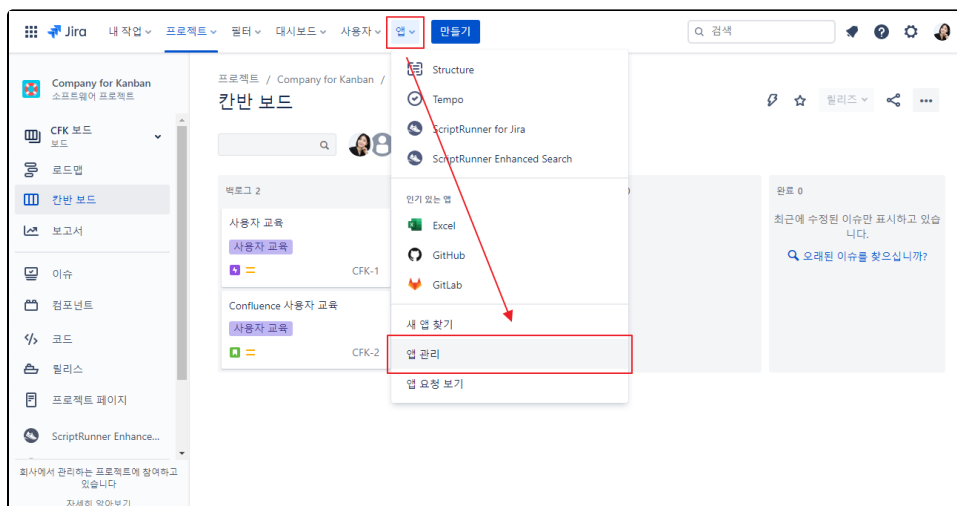 Jira 내 작업 프로젝트 필터 대시보드 사용자 앱 만들기 검색
Company for Kanban
소프트웨어 프로젝트
CFK 보드
보드
로드맵
칸반 보드
보고서
이슈
컴포넌트
코드
릴리스
프로젝트 페이지
ScriptRunner Enhance...
회사에서 관리하는 프로젝트에 참여하고
있습니다
자세히 알아보기
프로젝트 / Company for Kanban /
칸반 보드
릴리즈
백로그 2
사용자 교육
사용자 교육
CFK-1
Confluence 사용자 교육
사용자 교육
CFK-2
Structure
Tempo
ScriptRunner for Jira
ScriptRunner Enhanced Search
인기 있는 앱
Excel
GitHub
GitLab
새 앱 찾기
앱 관리
앱 요청 보기
완료 0
최근에 수정된 이슈만 표시하고 있습
니다.
오래된 이슈를 찾으십니까?